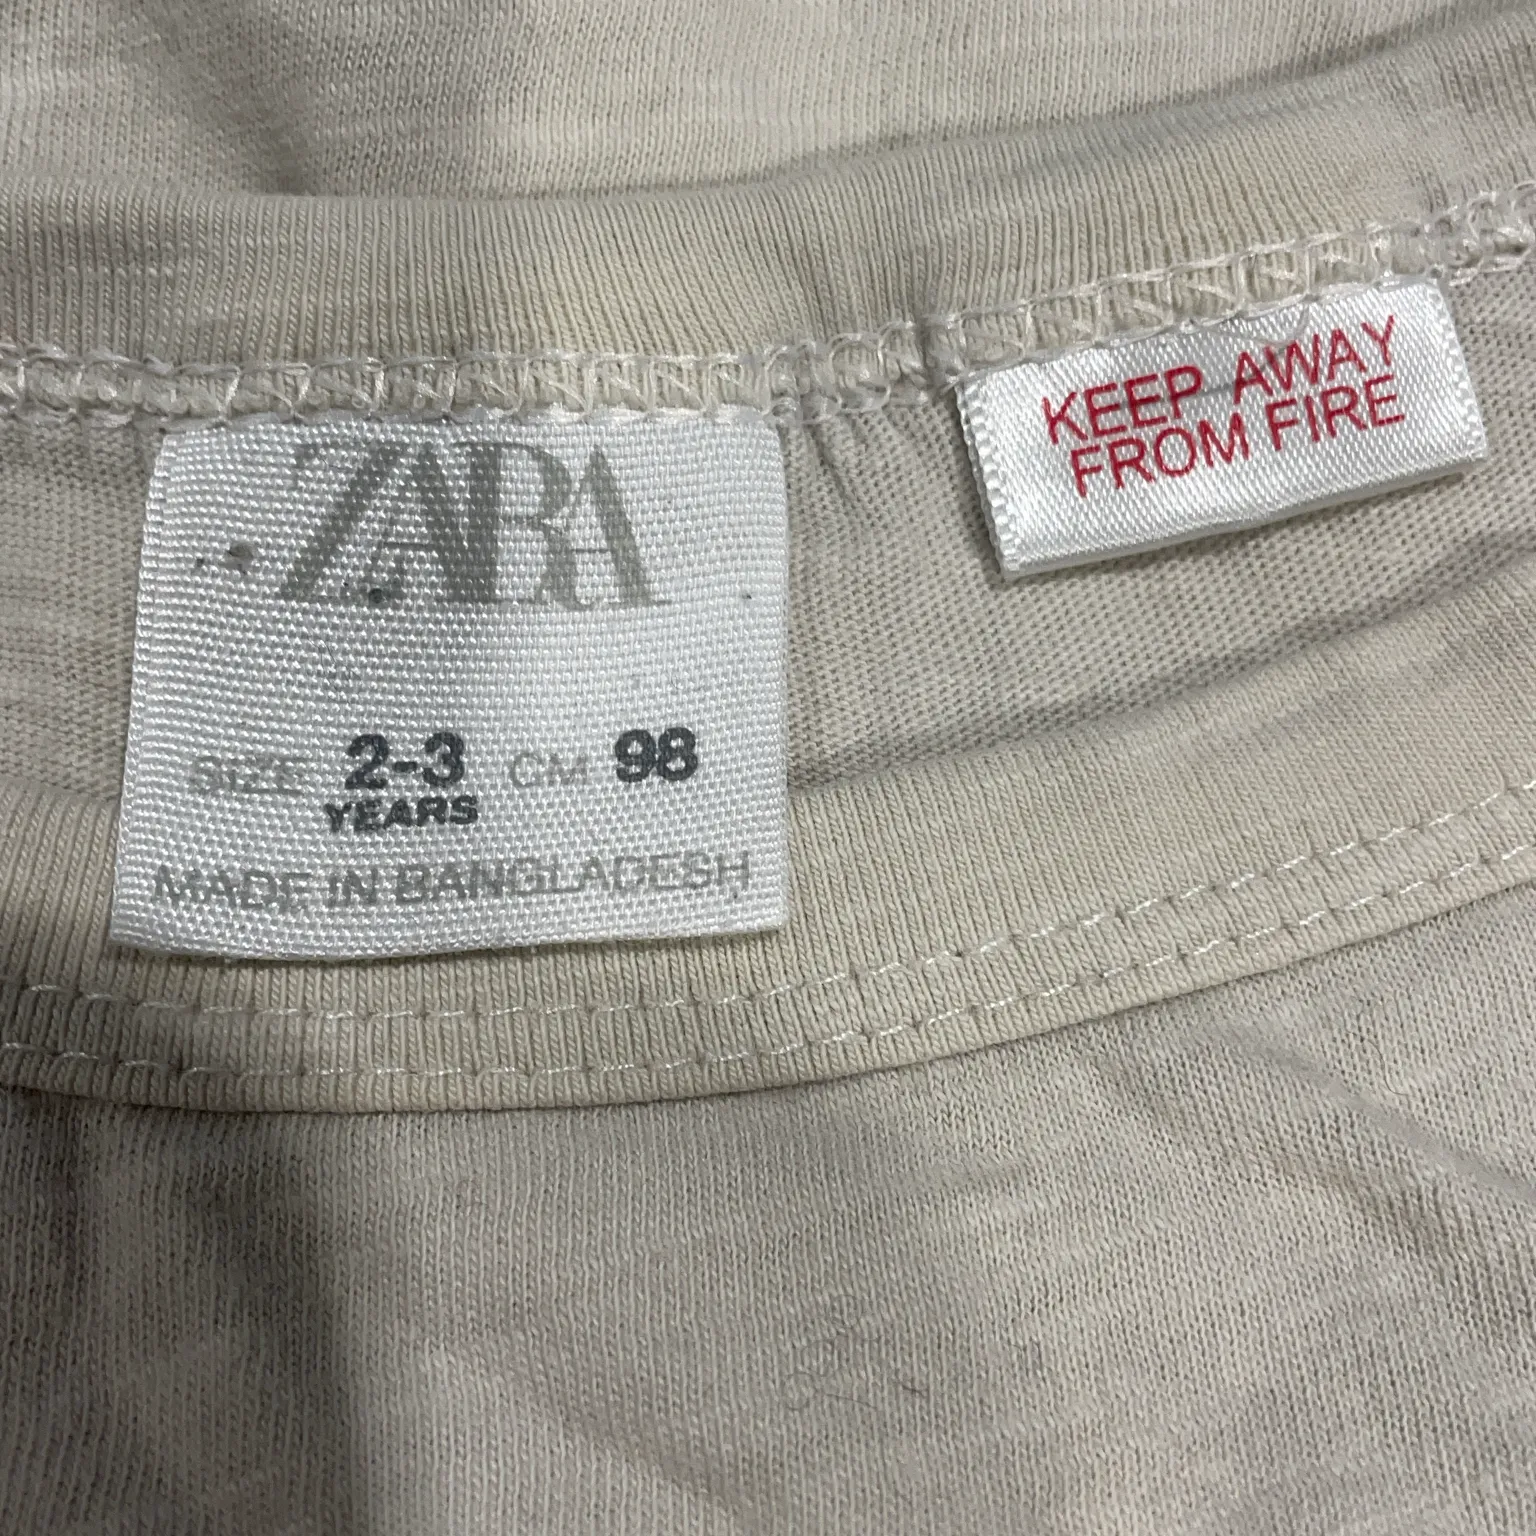 ZARA
SIZE 2-3 CM 98
YEARS
MADE IN BANGLADESH
KEEP AWAY
FROM FIRE